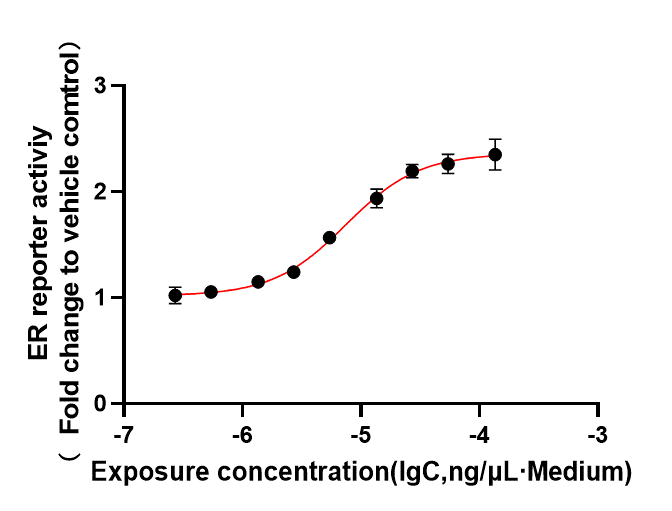 ER reporter activiy
( Fold change to vehicle comtrol)
3
2
1
0
-7 -6 -5 -4 -3
Exposure concentration(lgC,ng/μL·Medium)